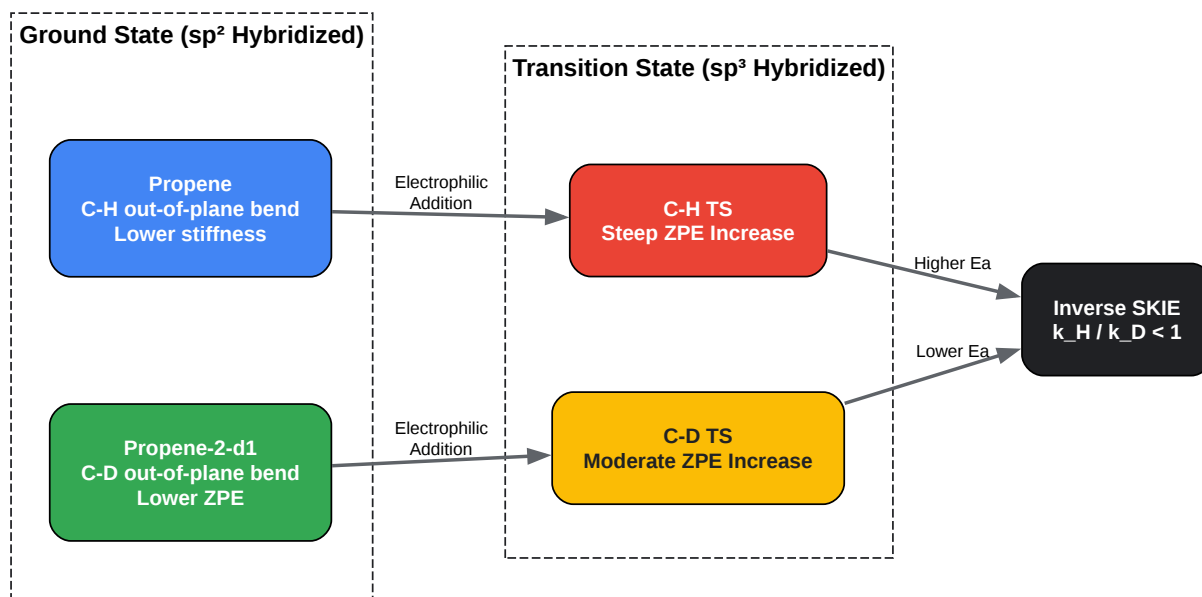 Ground State (sp² Hybridized)
Transition State (sp³ Hybridized)
Propene
C-H out-of-plane bend
Lower stiffness
Electrophilic
Addition
C-H TS
Steep ZPE Increase
Higher Ea
Inverse SKIE
k_H / k_D < 1
Lower Ea
Propene-2-d1
C-D out-of-plane bend
Lower ZPE
Electrophilic
Addition
C-D TS
Moderate ZPE Increase